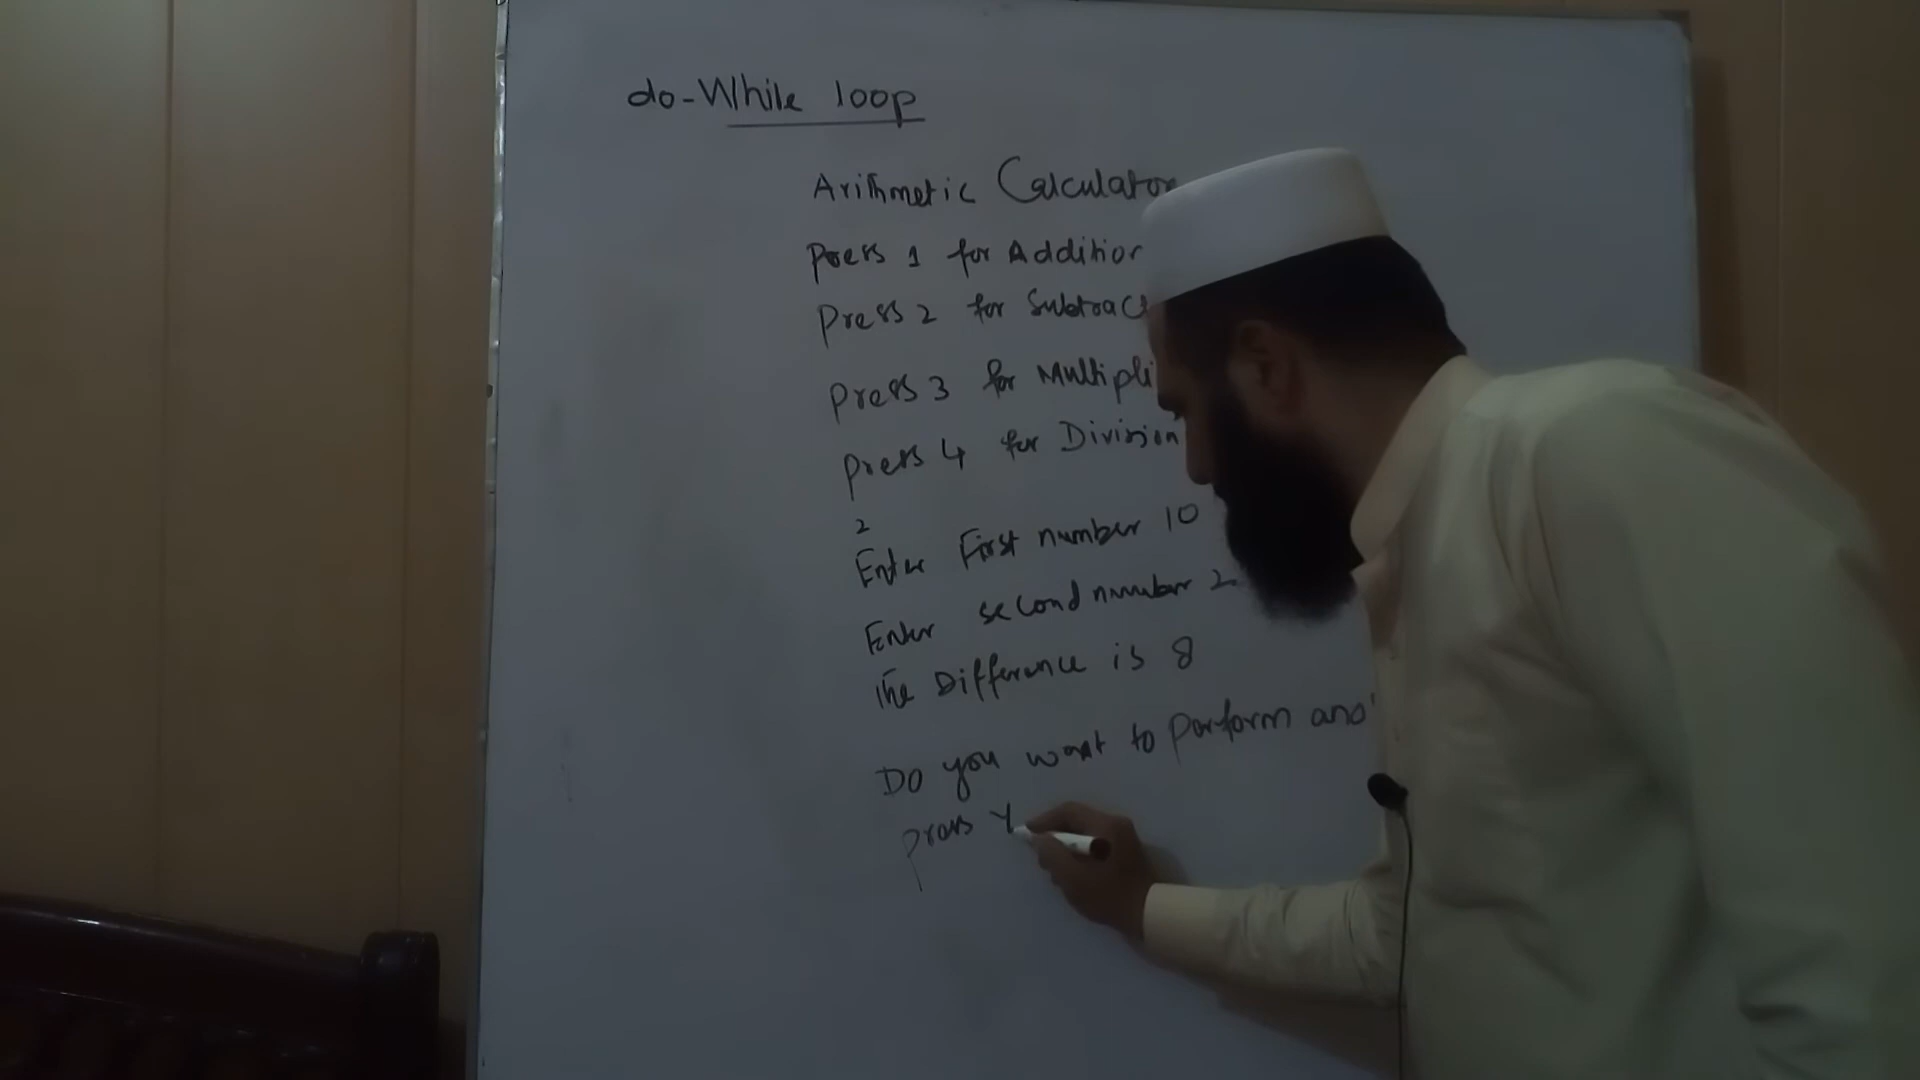 do-While loop
Arithmetic Calculator
Press 1 for Addition
Press 2 for Subtrac
Press 3 for Multipli
Press 4 for Division
2
Enter First number 10
Enter second number 2
The Difference is 8
Do you want to perform ano
press Y